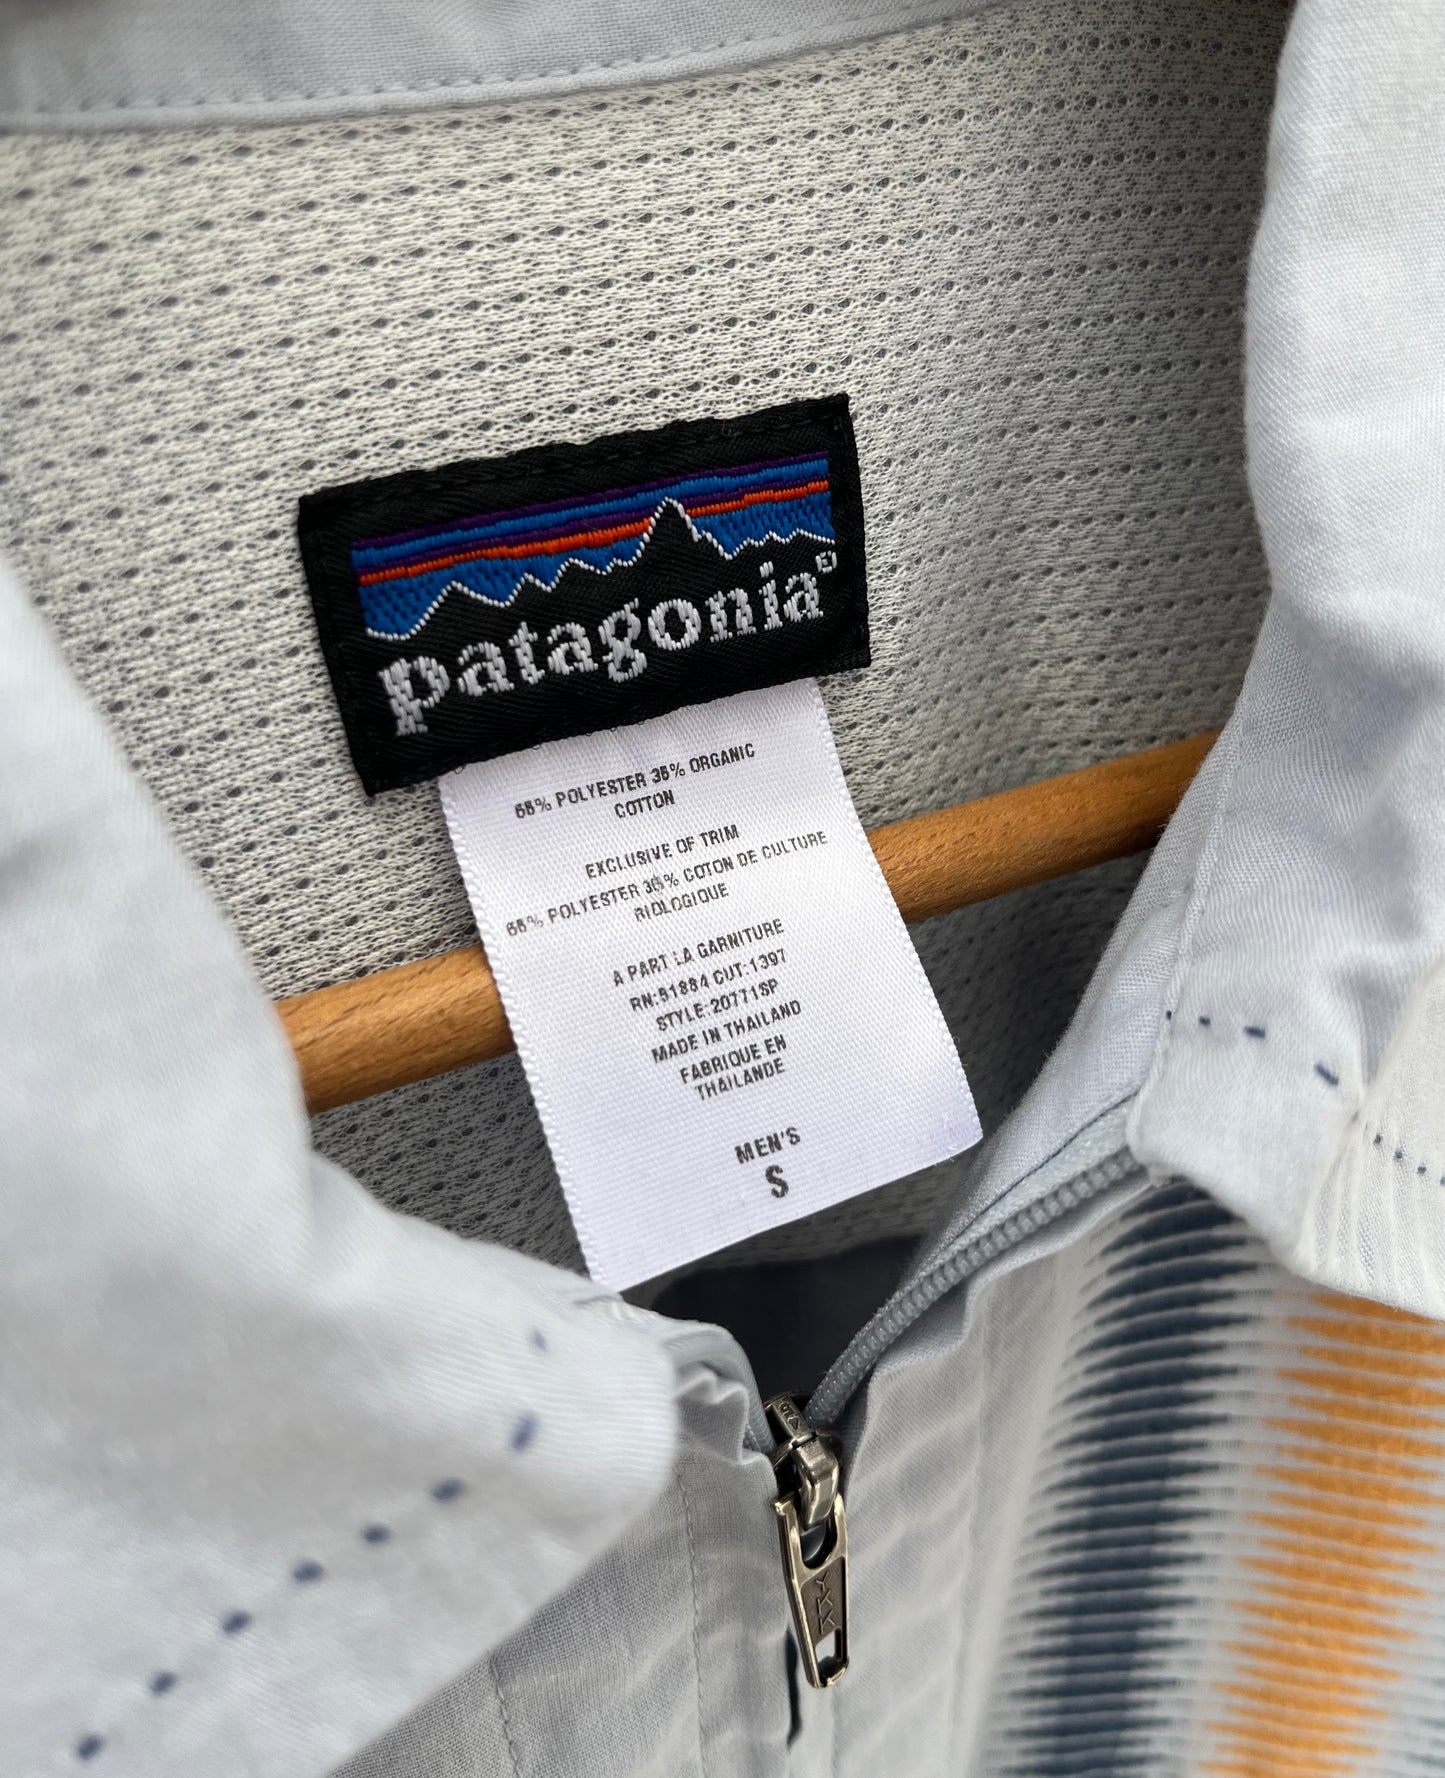 patagonia®
65% POLYESTER 35% ORGANIC
COTTON
EXCLUSIVE OF TRIM
65% POLYESTER 35% COTON DE CULTURE
BIOLOGIQUE
A PART LA GARNITURE
RN:51884 CUT:1397
STYLE:20771SP
MADE IN THAILAND
FABRIQUE EN
THAILANDE
MEN'S
S
YKK